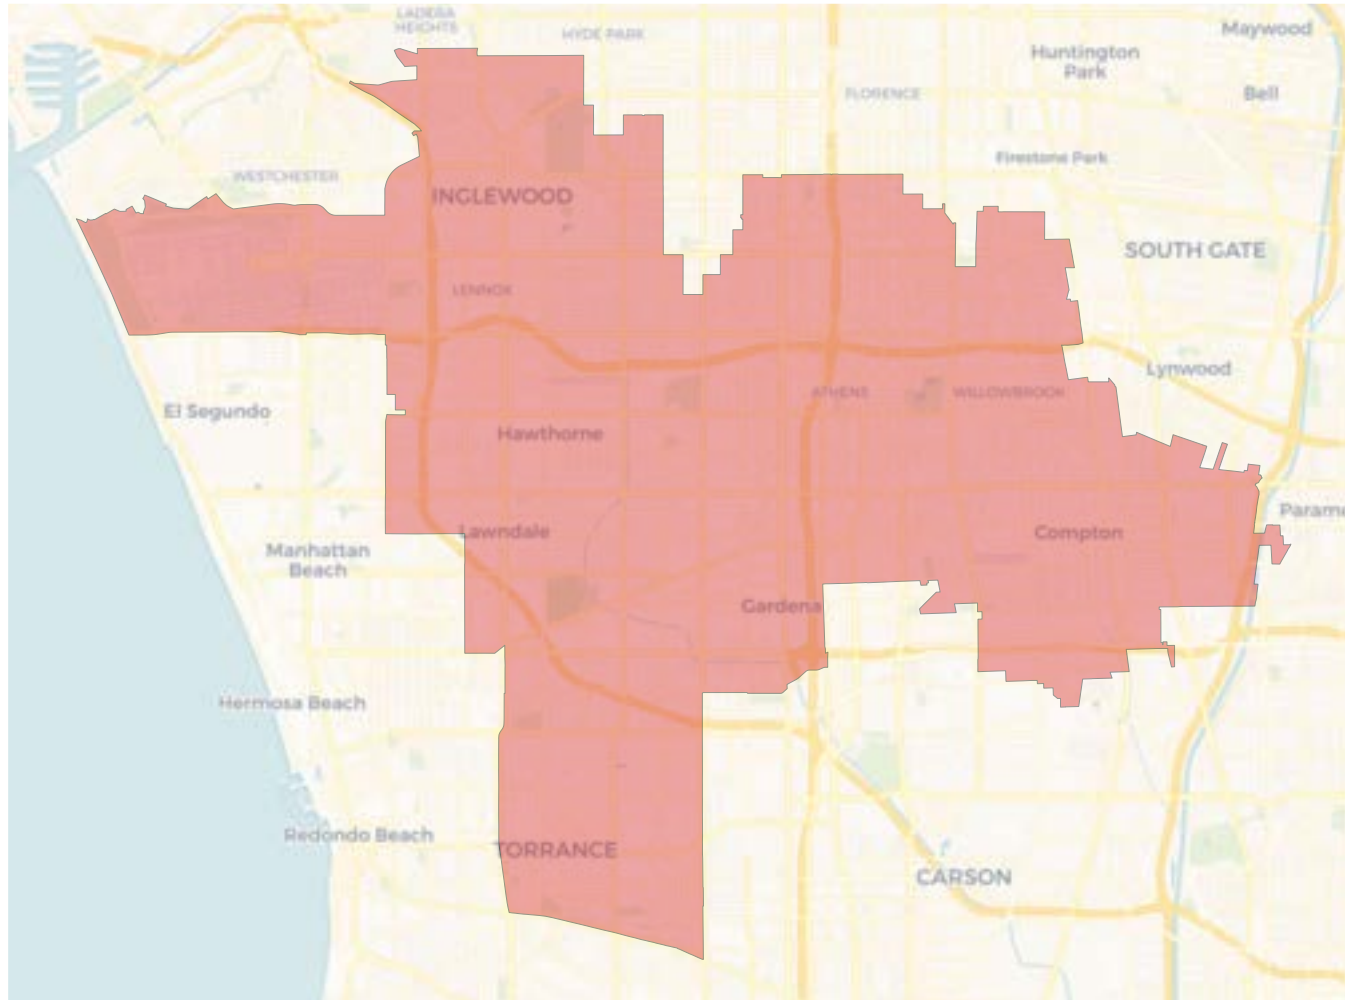 LADERA
HEIGHTS
HYDE PARK
Maywood
Huntington
Park
Bell
FLORENCE
Firestone Park
WESTCHESTER
INGLEWOOD
SOUTH GATE
LENNOX
Lynwood
ATHENS
WILLOWBROOK
El Segundo
Hawthorne
Parame
Lawndale
Compton
Manhattan
Beach
Gardena
Hermosa Beach
Redondo Beach
TORRANCE
CARSON